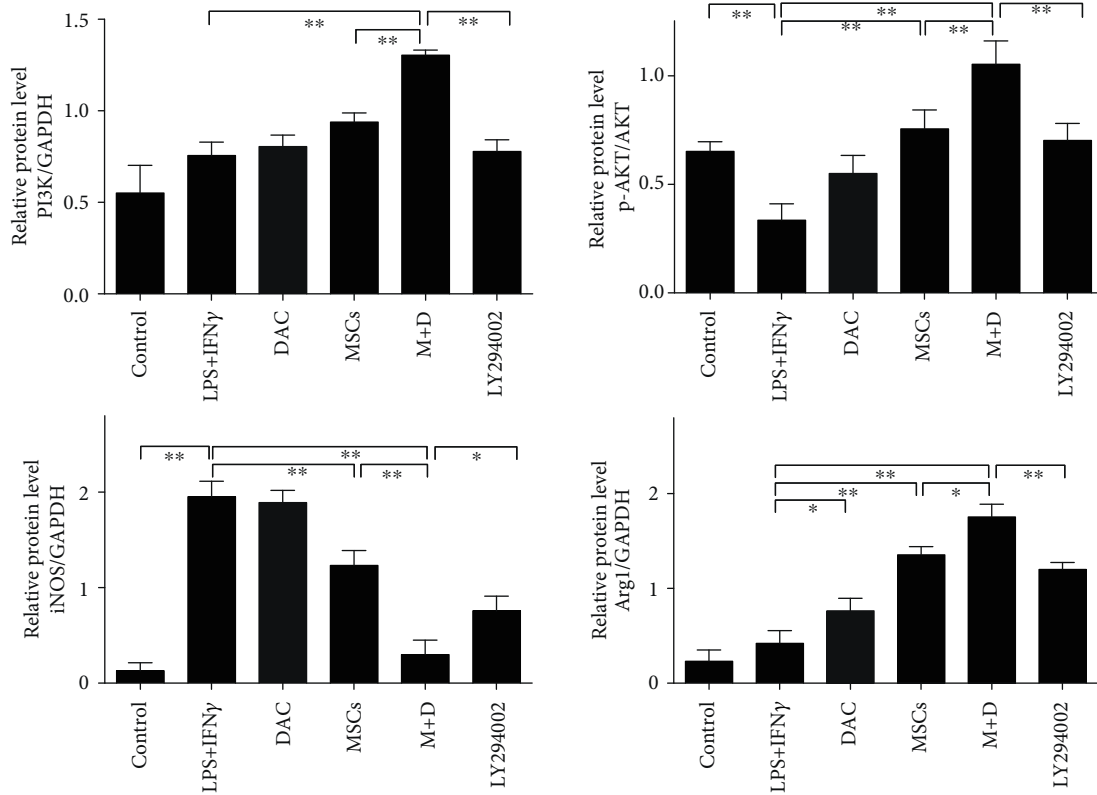 Relative protein level
PI3K/GAPDH
1.5
1.0
0.5
0.0
**
**
**
Control
LPS+IFNγ
DAC
MSCs
M+D
LY294002
Relative protein level
p-AKT/AKT
1.0
0.5
0.0
**
**
**
**
**
Control
LPS+IFNγ
DAC
MSCs
M+D
LY294002
Relative protein level
iNOS/GAPDH
2
1
0
**
**
*
**
**
Control
LPS+IFNγ
DAC
MSCs
M+D
LY294002
Relative protein level
Arg1/GAPDH
2
1
0
**
**
**
*
*
Control
LPS+IFNγ
DAC
MSCs
M+D
LY294002